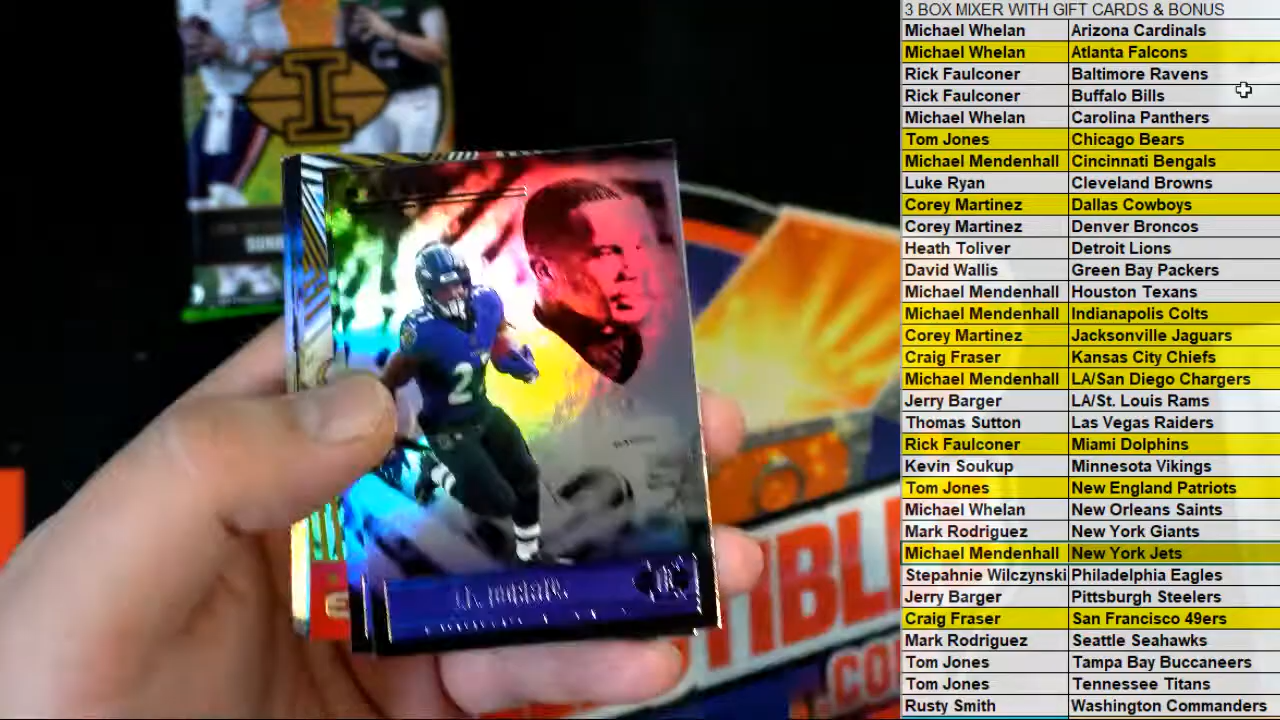 3 BOX MIXER WITH GIFT CARDS & BONUS
Michael Whelan Arizona Cardinals
Michael Whelan Atlanta Falcons
Rick Faulconer Baltimore Ravens
Rick Faulconer Buffalo Bills
Michael Whelan Carolina Panthers
Tom Jones Chicago Bears
Michael Mendenhall Cincinnati Bengals
Luke Ryan Cleveland Browns
Corey Martinez Dallas Cowboys
Corey Martinez Denver Broncos
Heath Toliver Detroit Lions
David Wallis Green Bay Packers
Michael Mendenhall Houston Texans
Michael Mendenhall Indianapolis Colts
Corey Martinez Jacksonville Jaguars
Craig Fraser Kansas City Chiefs
Michael Mendenhall LA/San Diego Chargers
Jerry Barger LA/St. Louis Rams
Thomas Sutton Las Vegas Raiders
Rick Faulconer Miami Dolphins
Kevin Soukup Minnesota Vikings
Tom Jones New England Patriots
Michael Whelan New Orleans Saints
Mark Rodriguez New York Giants
Michael Mendenhall New York Jets
Stepahnie Wilczynski Philadelphia Eagles
Jerry Barger Pittsburgh Steelers
Craig Fraser San Francisco 49ers
Mark Rodriguez Seattle Seahawks
Tom Jones Tampa Bay Buccaneers
Tom Jones Tennessee Titans
Rusty Smith Washington Commanders
I
2